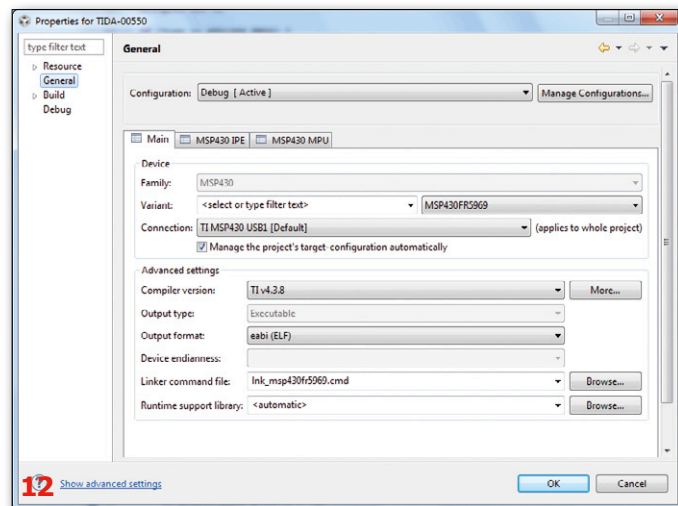 Properties for TIDA-00550
type filter text
General
Resource
General
Build
Debug
Configuration: Debug [ Active ] Manage Configurations...
Main MSP430 IPE MSP430 MPU
Device
Family: MSP430
Variant: <select or type filter text> MSP430FR5969
Connection: TI MSP430 USB1 [Default] (applies to whole project)
Manage the project's target-configuration automatically
Advanced settings
Compiler version: TI v4.3.8 More...
Output type: Executable
Output format: eabi (ELF)
Device endianness:
Linker command file: lnk_msp430fr5969.cmd Browse...
Runtime support library: <automatic> Browse...
12 Show advanced settings OK Cancel